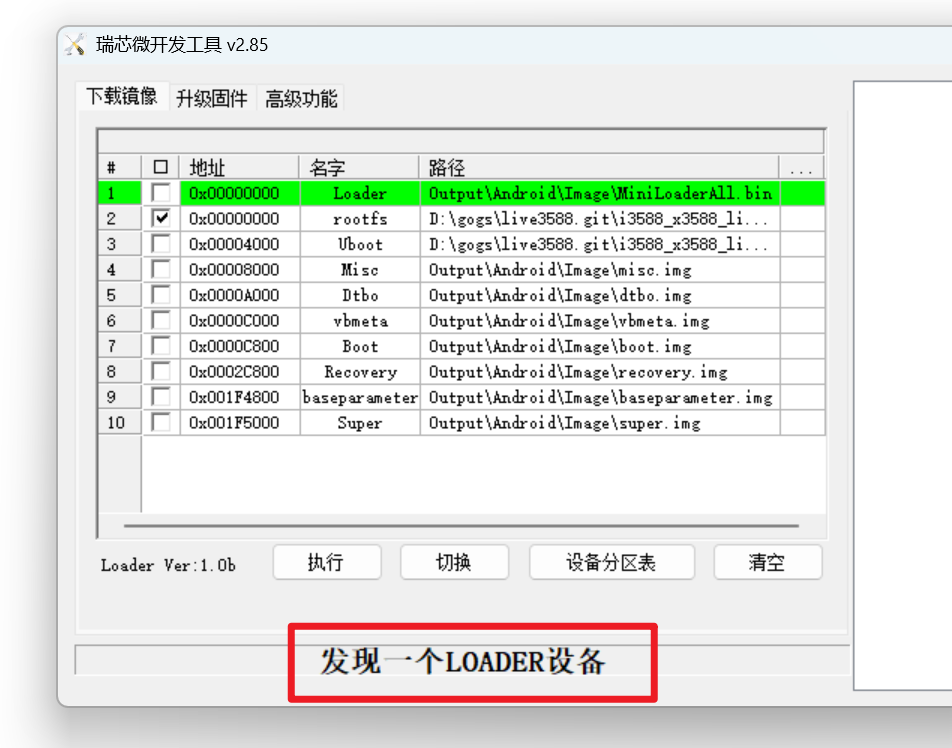 瑞芯微开发工具 v2.85
下载镜像 升级固件 高级功能
# 地址 名字 路径 ...
1 0x00000000 Loader Output\Android\Image\MiniLoaderAll.bin
2 0x00000000 rootfs D:\gogs\live3588.git\i3588_x3588_li...
3 0x00004000 Uboot D:\gogs\live3588.git\i3588_x3588_li...
4 0x00008000 Misc Output\Android\Image\misc.img
5 0x0000A000 Dtbo Output\Android\Image\dtbo.img
6 0x0000C000 vbmeta Output\Android\Image\vbmeta.img
7 0x0000C800 Boot Output\Android\Image\boot.img
8 0x0002C800 Recovery Output\Android\Image\recovery.img
9 0x001F4800 baseparameter Output\Android\Image\baseparameter.img
10 0x001F5000 Super Output\Android\Image\super.img
Loader Ver:1.0b 执行 切换 设备分区表 清空
发现一个LOADER设备